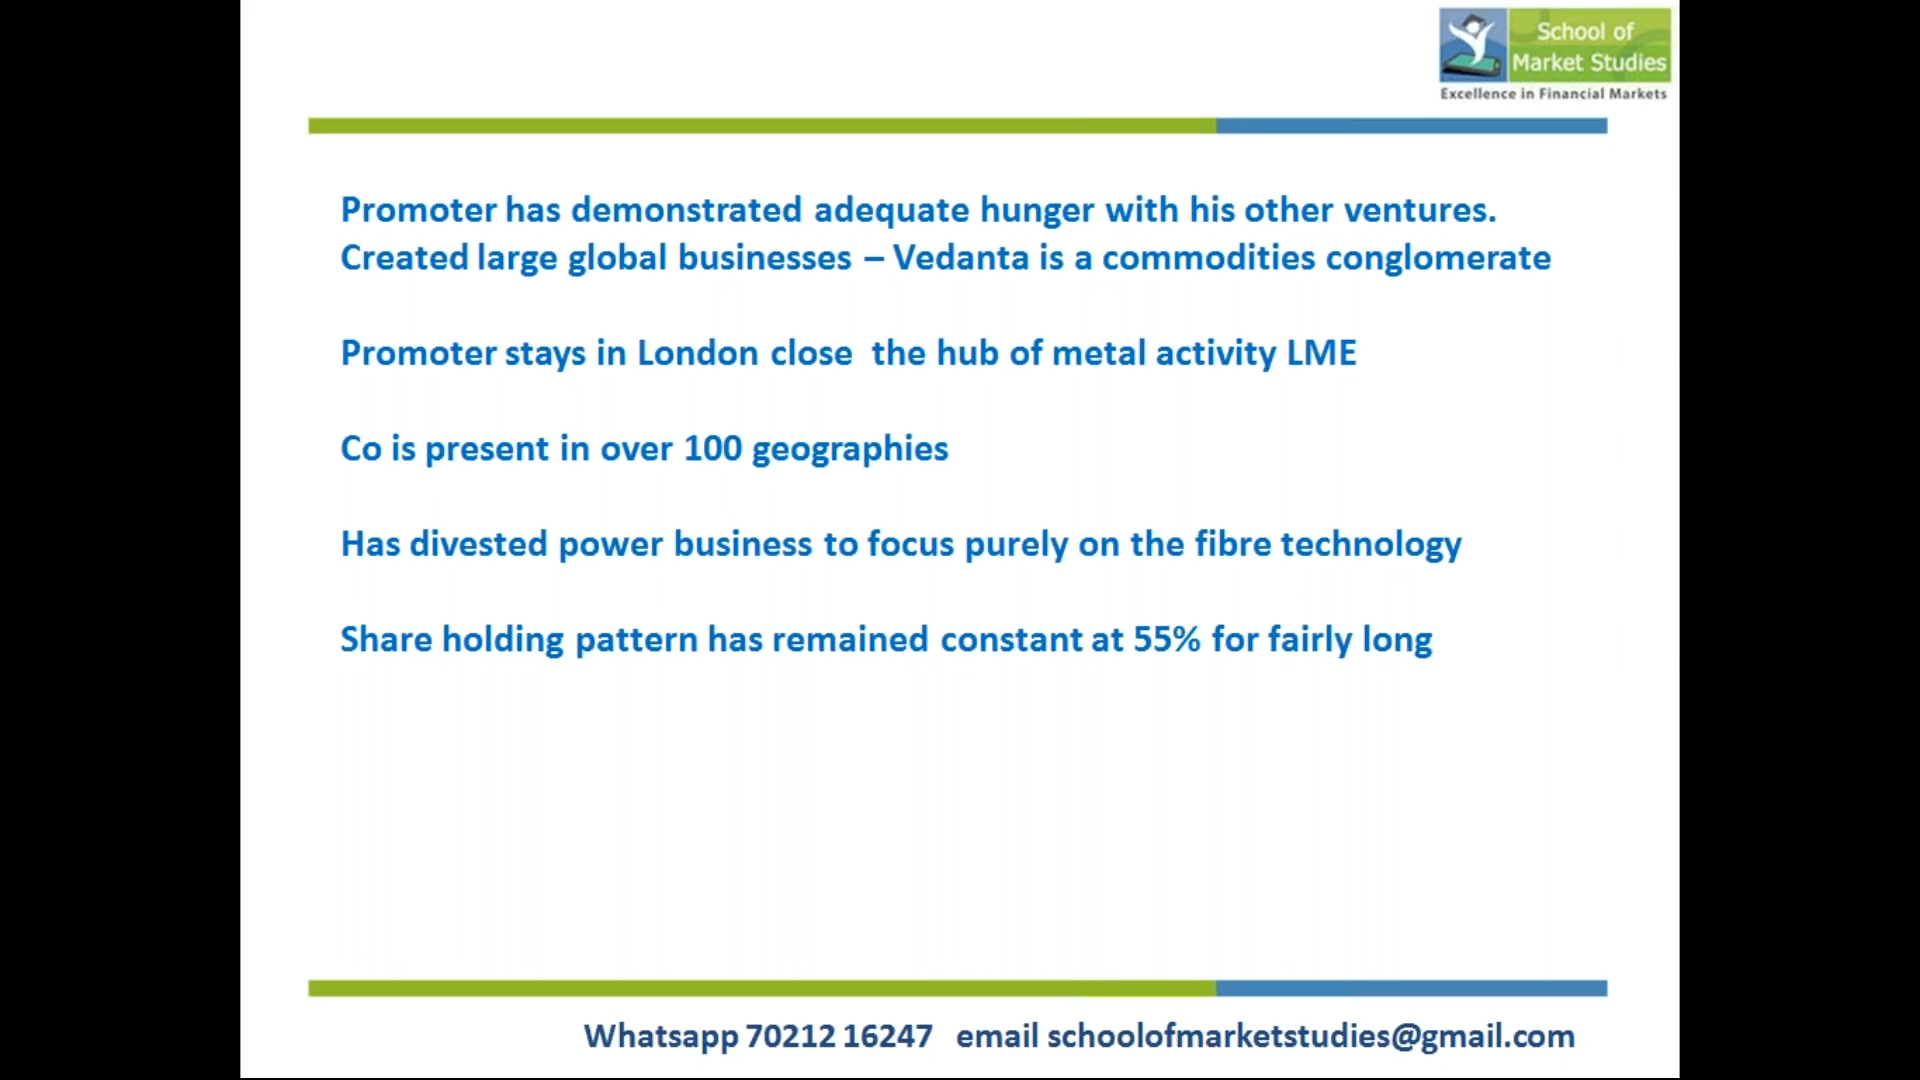 School of
Market Studies
Excellence in Financial Markets
Promoter has demonstrated adequate hunger with his other ventures.
Created large global businesses – Vedanta is a commodities conglomerate
Promoter stays in London close the hub of metal activity LME
Co is present in over 100 geographies
Has divested power business to focus purely on the fibre technology
Share holding pattern has remained constant at 55% for fairly long
Whatsapp 70212 16247 email schoolofmarketstudies@gmail.com